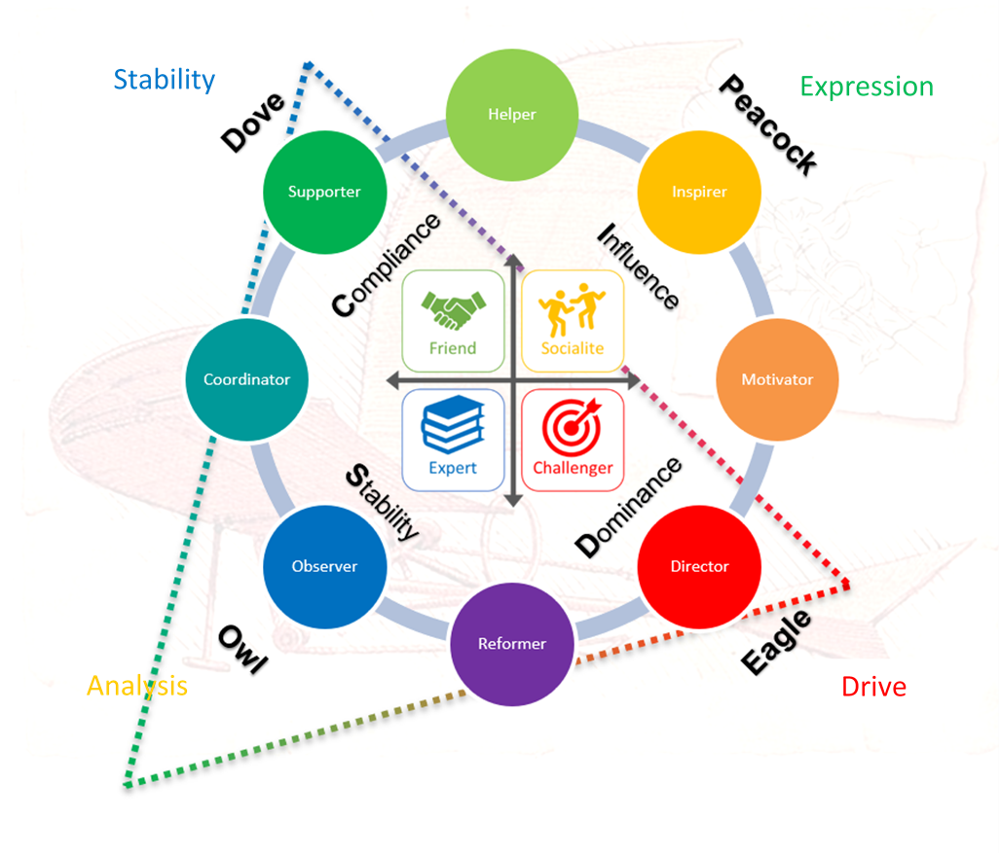 Stability
Expression
Dove
Peacock
Helper
Supporter
Inspirer
Compliance
Influence
Friend
Socialite
Coordinator
Motivator
Expert
Challenger
Stability
Dominance
Observer
Director
Reformer
Owl
Eagle
Analysis
Drive